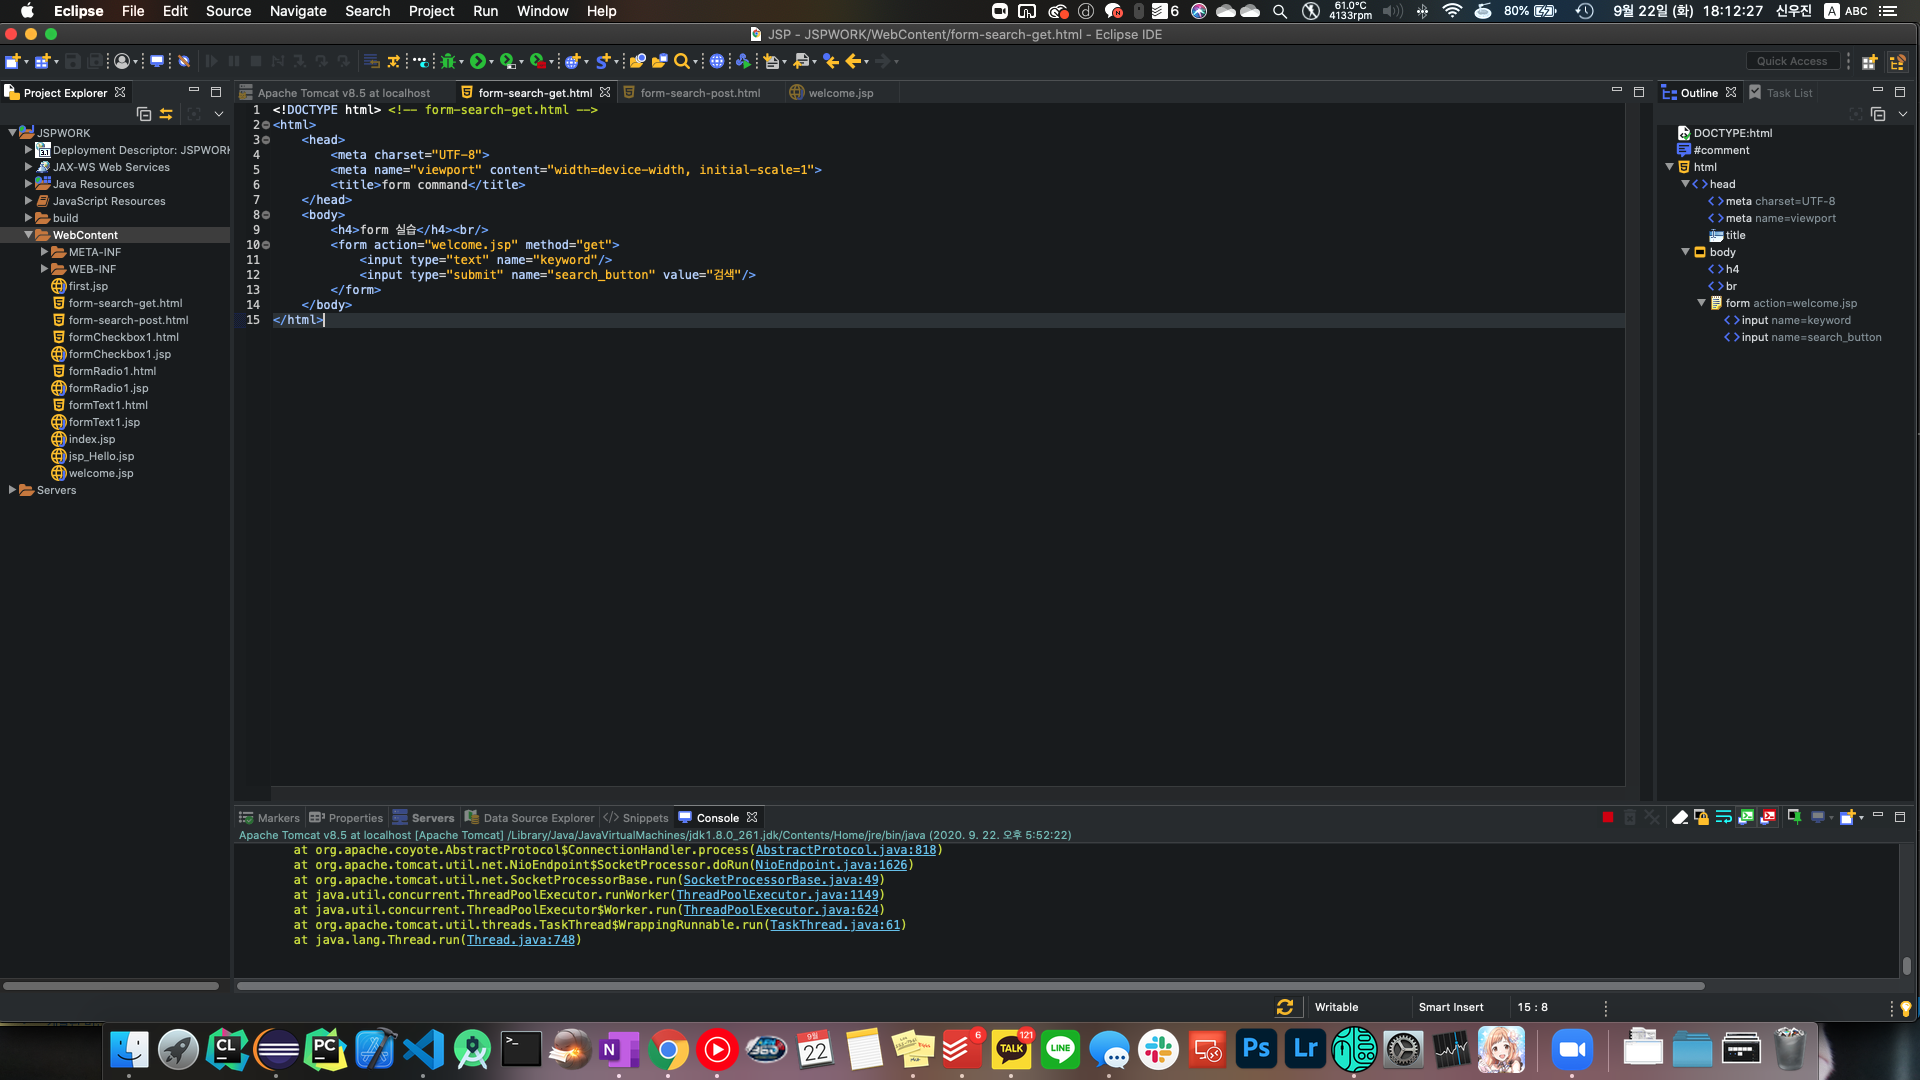 Eclipse File Edit Source Navigate Search Project Run Window Help
6 61.0°C 4133rpm 80% 9월 22일 (화) 18:12:27 신우진 A ABC
JSP - JSPWORK/WebContent/form-search-get.html - Eclipse IDE
Quick Access
Project Explorer
JSPWORK
Deployment Descriptor: JSPWORK
JAX-WS Web Services
Java Resources
JavaScript Resources
build
WebContent
META-INF
WEB-INF
first.jsp
form-search-get.html
form-search-post.html
formCheckbox1.html
formCheckbox1.jsp
formRadio1.html
formRadio1.jsp
formText1.html
formText1.jsp
index.jsp
jsp_Hello.jsp
welcome.jsp
Servers
Apache Tomcat v8.5 at localhost form-search-get.html form-search-post.html welcome.jsp
1 <!DOCTYPE html> <!-- form-search-get.html -->
2 <html>
3 <head>
4 <meta charset="UTF-8">
5 <meta name="viewport" content="width=device-width, initial-scale=1">
6 <title>form command</title>
7 </head>
8 <body>
9 <h4>form 실습</h4><br/>
10 <form action="welcome.jsp" method="get">
11 <input type="text" name="keyword"/>
12 <input type="submit" name="search_button" value="검색"/>
13 </form>
14 </body>
15 </html>
Outline Task List
DOCTYPE:html
#comment
html
head
meta charset=UTF-8
meta name=viewport
title
body
h4
br
form action=welcome.jsp
input name=keyword
input name=search_button
Markers Properties Servers Data Source Explorer Snippets Console
Apache Tomcat v8.5 at localhost [Apache Tomcat] /Library/Java/JavaVirtualMachines/jdk1.8.0_261.jdk/Contents/Home/jre/bin/java (2020. 9. 22. 오후 5:52:22)
at org.apache.coyote.AbstractProtocol$ConnectionHandler.process(AbstractProtocol.java:818)
at org.apache.tomcat.util.net.NioEndpoint$SocketProcessor.doRun(NioEndpoint.java:1626)
at org.apache.tomcat.util.net.SocketProcessorBase.run(SocketProcessorBase.java:49)
at java.util.concurrent.ThreadPoolExecutor.runWorker(ThreadPoolExecutor.java:1149)
at java.util.concurrent.ThreadPoolExecutor$Worker.run(ThreadPoolExecutor.java:624)
at org.apache.tomcat.util.threads.TaskThread$WrappingRunnable.run(TaskThread.java:61)
at java.lang.Thread.run(Thread.java:748)
Writable Smart Insert 15 : 8
CL PC N 9월 22 6 TALK 121 LINE Ps Lr